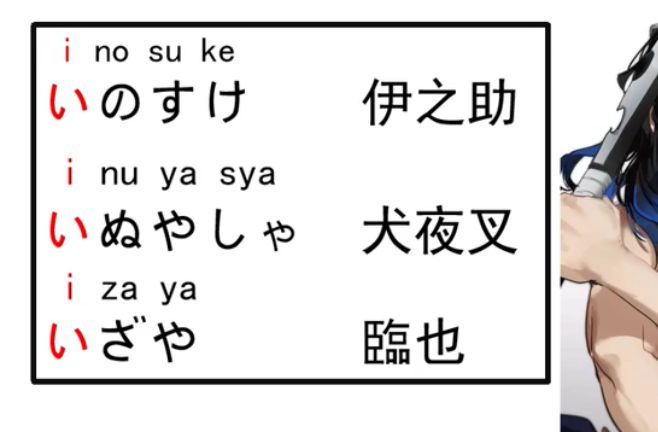 i no su ke
いのすけ 伊之助
i nu ya sya
いぬやしゃ 犬夜叉
i za ya
いざや 臨也